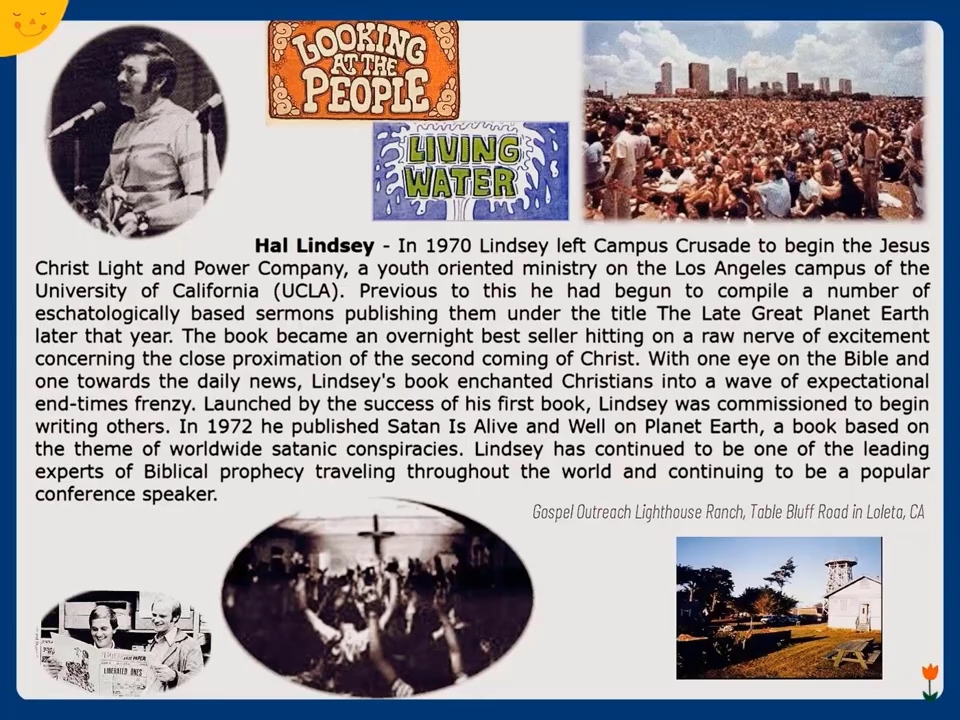 LOOKING
AT THE
PEOPLE
LIVING
WATER
Hal Lindsey - In 1970 Lindsey left Campus Crusade to begin the Jesus
Christ Light and Power Company, a youth oriented ministry on the Los Angeles campus of the
University of California (UCLA). Previous to this he had begun to compile a number of
eschatologically based sermons publishing them under the title The Late Great Planet Earth
later that year. The book became an overnight best seller hitting on a raw nerve of excitement
concerning the close proximation of the second coming of Christ. With one eye on the Bible and
one towards the daily news, Lindsey's book enchanted Christians into a wave of expectational
end-times frenzy. Launched by the success of his first book, Lindsey was commissioned to begin
writing others. In 1972 he published Satan Is Alive and Well on Planet Earth, a book based on
the theme of worldwide satanic conspiracies. Lindsey has continued to be one of the leading
experts of Biblical prophecy traveling throughout the world and continuing to be a popular
conference speaker.
Gospel Outreach Lighthouse Ranch, Table Bluff Road in Loleta, CA
PAPER
LIBERATED ONES